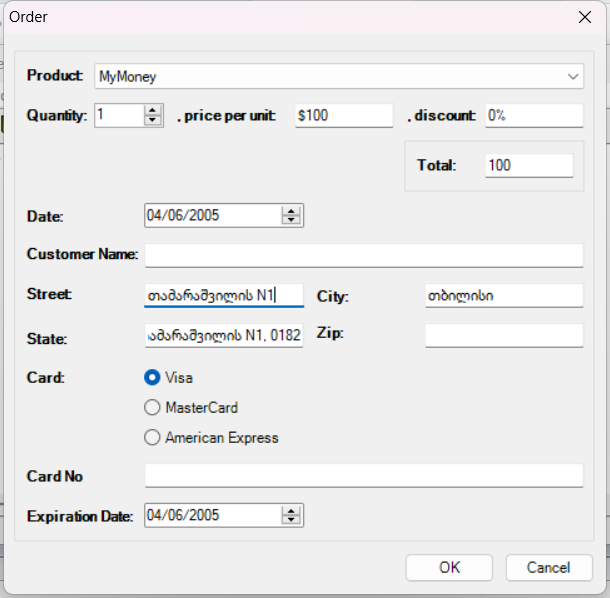 Order
Product: MyMoney
Quantity: 1 , price per unit: $100 , discount: 0%
Total: 100
Date: 04/06/2005
Customer Name:
Street: თამარაშვილის N1 City: თბილისი
State: ამარაშვილის N1, 0182 Zip:
Card: Visa
MasterCard
American Express
Card No
Expiration Date: 04/06/2005
OK Cancel